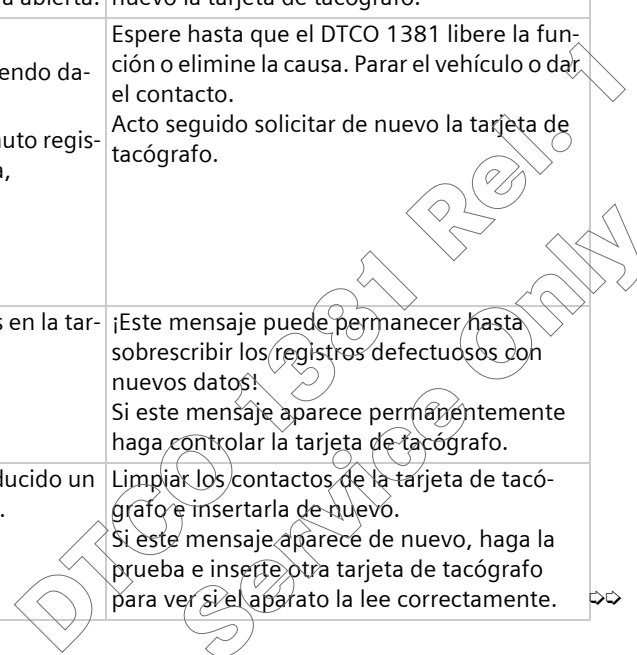 a abierta. nuevo la tarjeta de tacógrafo.
Espere hasta que el DTCO 1381 libere la fun-
endo da- ción o elimine la causa. Parar el vehículo o dar
el contacto.
Acto seguido solicitar de nuevo la tarjeta de
uto regis- tacógrafo.
a,
s en la tar- ¡Este mensaje puede permanecer hasta
sobrescribir los registros defectuosos con
nuevos datos!
Si este mensaje aparece permanentemente
haga controlar la tarjeta de tacógrafo.
ducido un Limpiar los contactos de la tarjeta de tacó-
. grafo e insertarla de nuevo.
Si este mensaje aparece de nuevo, haga la
prueba e inserte otra tarjeta de tacógrafo
para ver si el aparato la lee correctamente.
DTCO 1381 Rel. 1
Service Only